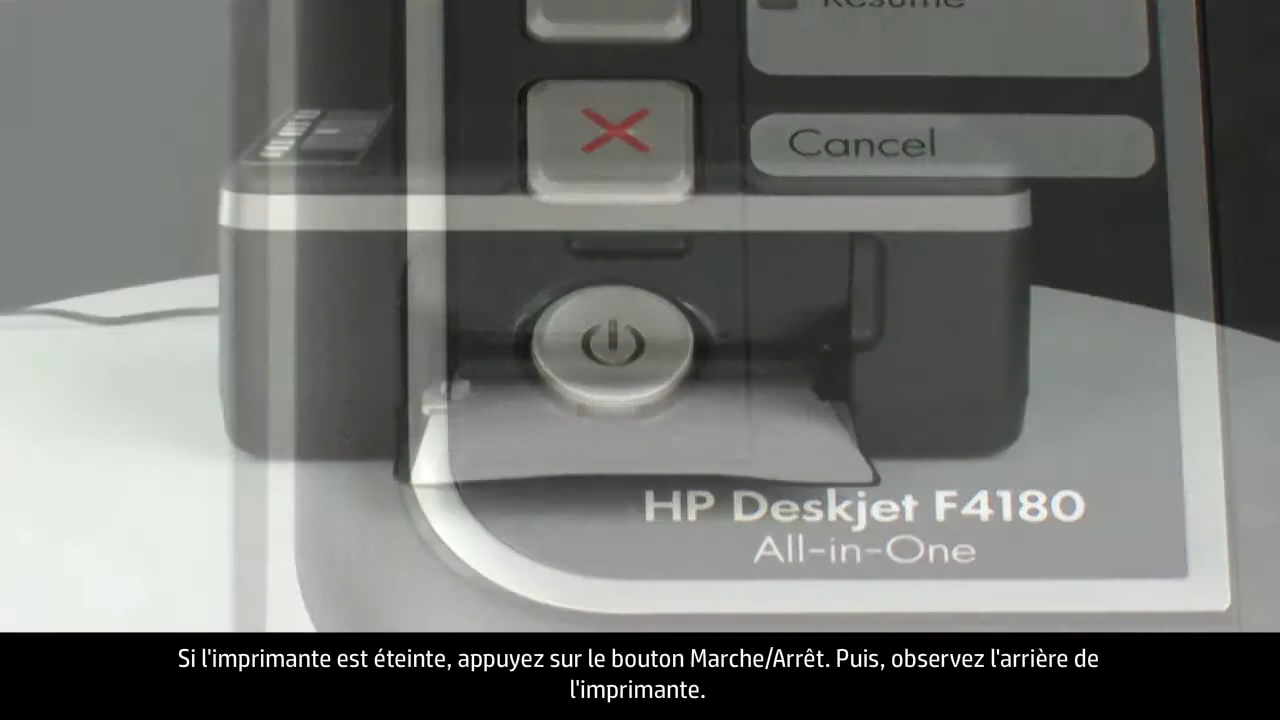 Resume
Cancel
HP Deskjet F4180
All-in-One
Si l'imprimante est éteinte, appuyez sur le bouton Marche/Arrêt. Puis, observez l'arrière de
l'imprimante.